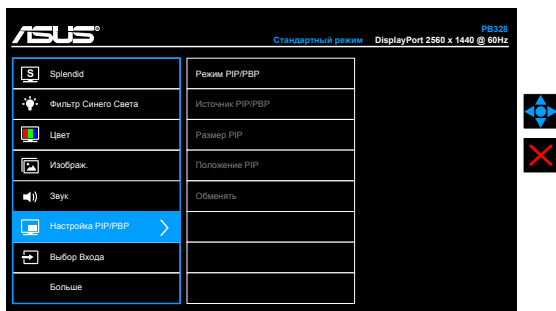 ASUS
PB328
Стандартный режим DisplayPort 2560 x 1440 @ 60Hz
S Splendid
Фильтр Синего Света
Цвет
Изображ.
Звук
Настройка PIP/PBP
Выбор Входа
Больше
Режим PIP/PBP
Источник PIP/PBP
Размер PIP
Положение PIP
Обменять